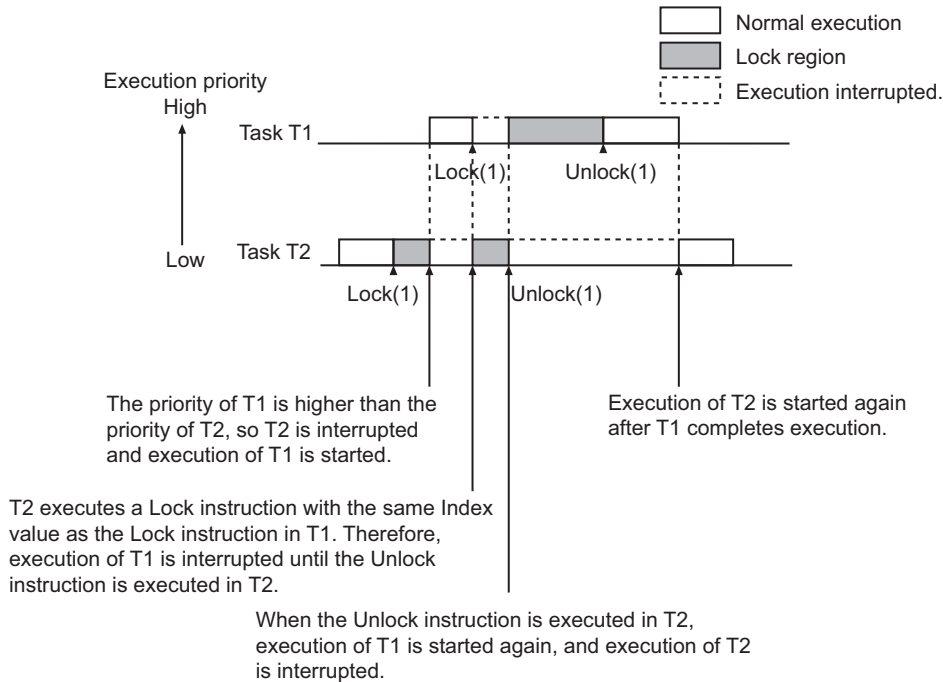 Normal execution
Lock region
Execution interrupted.
Execution priority
High
Task T1
Lock(1)
Unlock(1)
Low
Task T2
Lock(1)
Unlock(1)
The priority of T1 is higher than the
priority of T2, so T2 is interrupted
and execution of T1 is started.
Execution of T2 is started again
after T1 completes execution.
T2 executes a Lock instruction with the same Index
value as the Lock instruction in T1. Therefore,
execution of T1 is interrupted until the Unlock
instruction is executed in T2.
When the Unlock instruction is executed in T2,
execution of T1 is started again, and execution of T2
is interrupted.